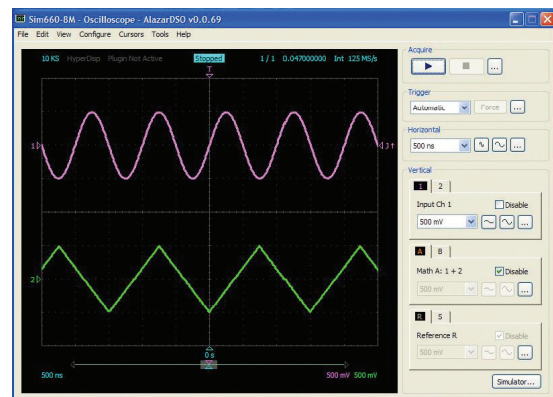 Sim660-8M - Oscilloscope - AlazarDSO v0.0.69
File Edit View Configure Cursors Tools Help
10 KS HyperDisp Plugin Not Active Stopped 1 / 1 0.047000000 Int 125 MS/s
T
1
2
0 s
500 ns 500 mV 500 mV
Acquire
...
Trigger
Automatic Force ...
Horizontal
500 ns ...
Vertical
1 2
Input Ch 1 Disable
500 mV ...
A B
Math A: 1 + 2 Disable
500 mV ...
R S
Reference R Disable
500 mV ...
Simulator...